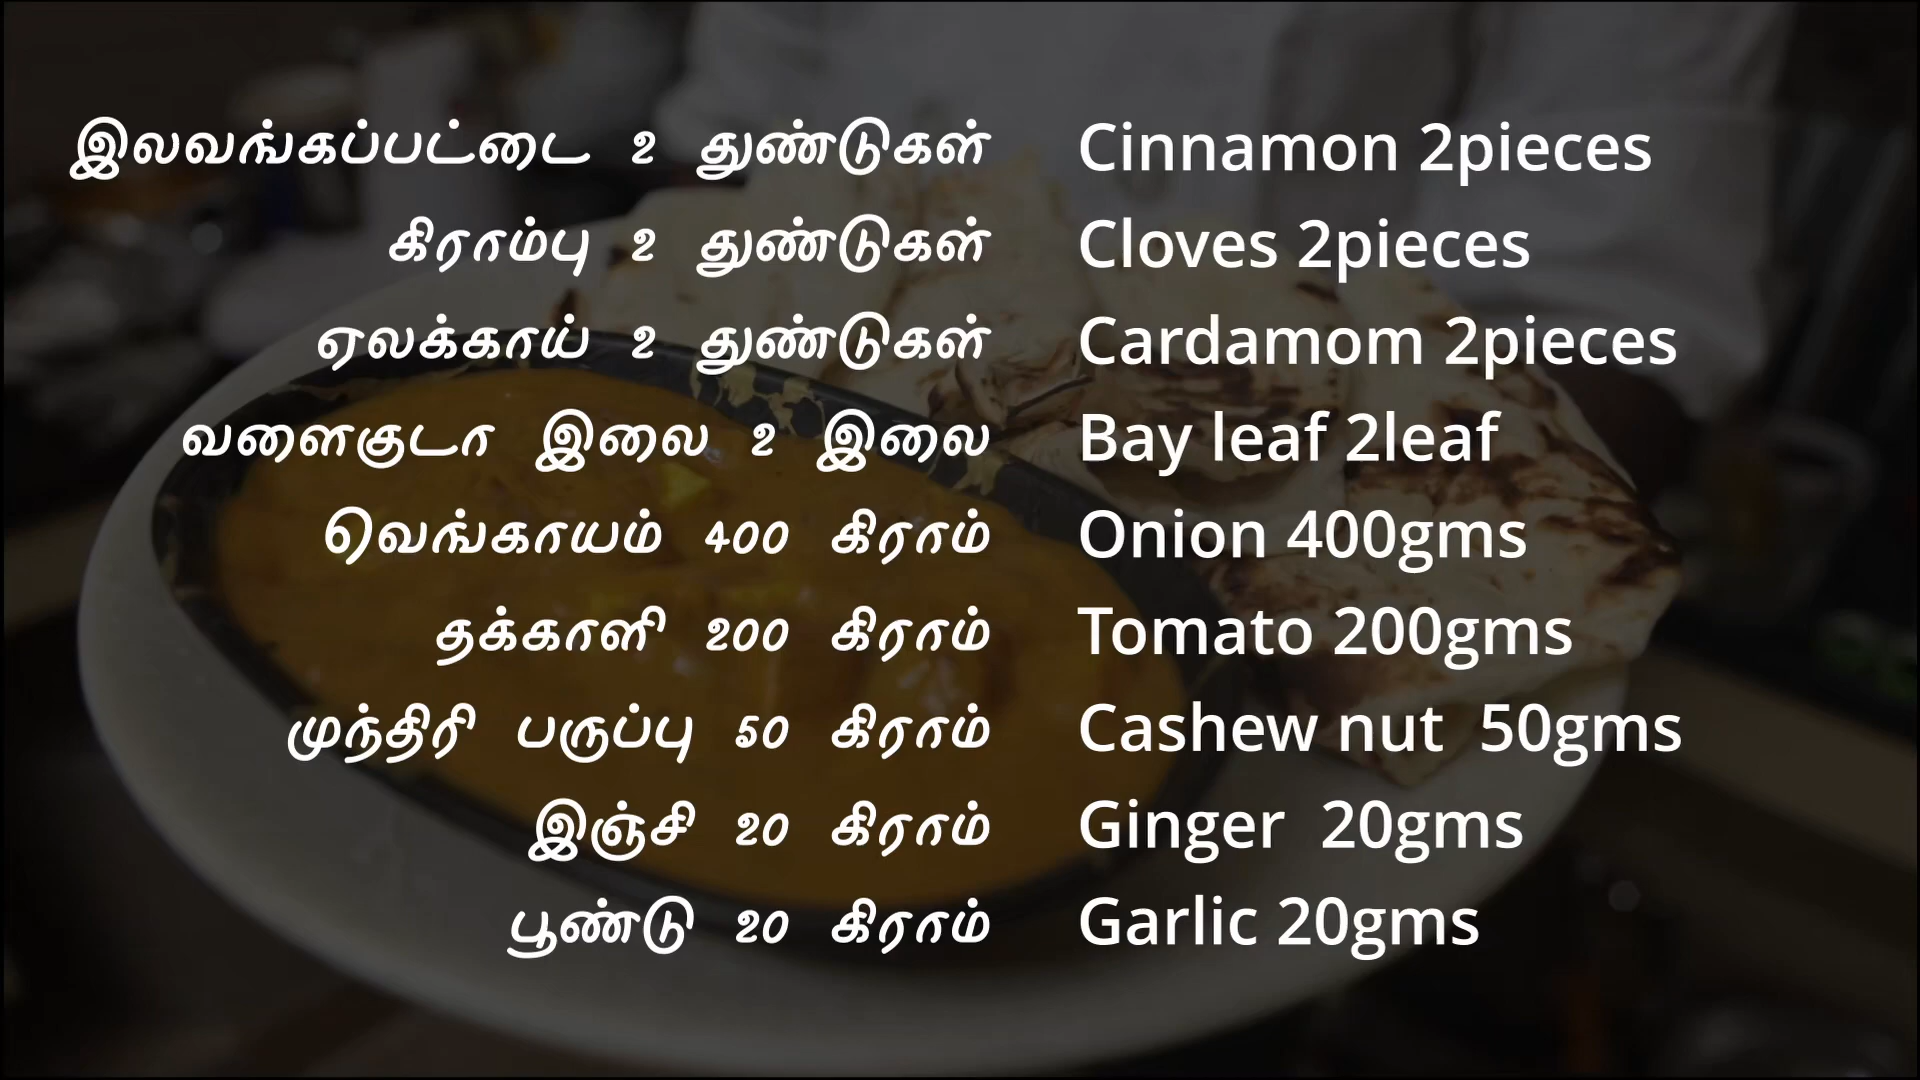 இலவங்கப்பட்டை 2 துண்டுகள் Cinnamon 2pieces
கிராம்பு 2 துண்டுகள் Cloves 2pieces
ஏலக்காய் 2 துண்டுகள் Cardamom 2pieces
வளைகுடா இலை 2 இலை Bay leaf 2leaf
வெங்காயம் 400 கிராம் Onion 400gms
தக்காளி 200 கிராம் Tomato 200gms
முந்திரி பருப்பு 50 கிராம் Cashew nut 50gms
இஞ்சி 20 கிராம் Ginger 20gms
பூண்டு 20 கிராம் Garlic 20gms